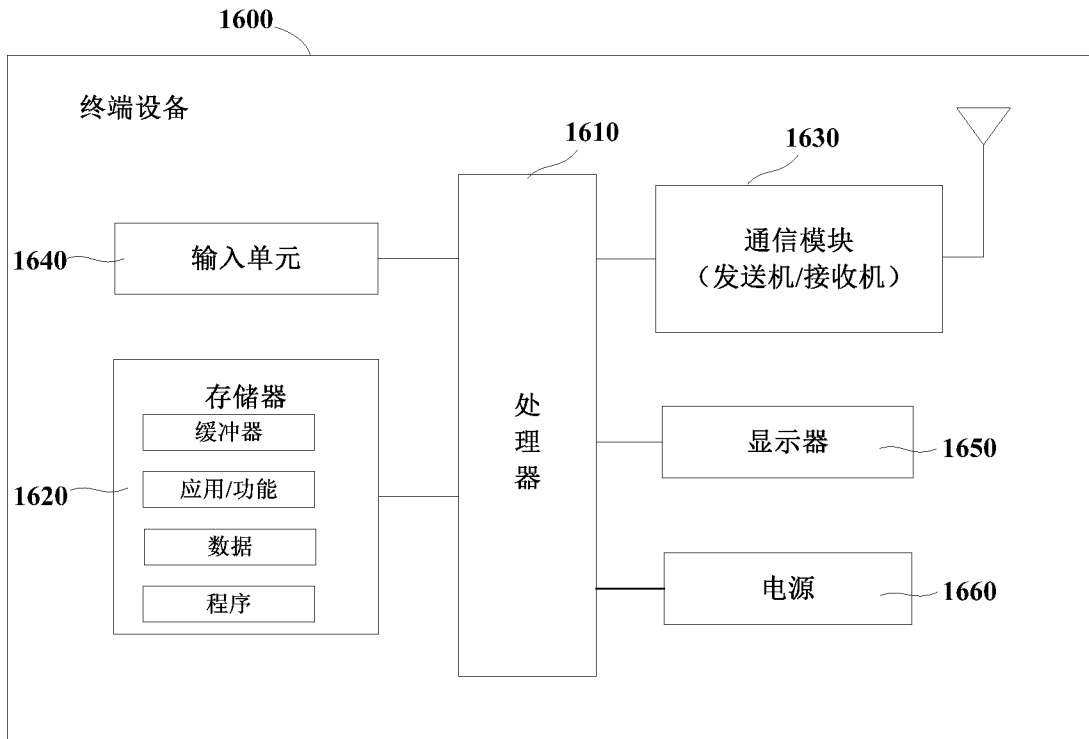 1600
终端设备
1610
1630
1640
输入单元
通信模块
（发送机/接收机）
存储器
缓冲器
应用/功能
数据
程序
1620
处
理
器
显示器
1650
电源
1660